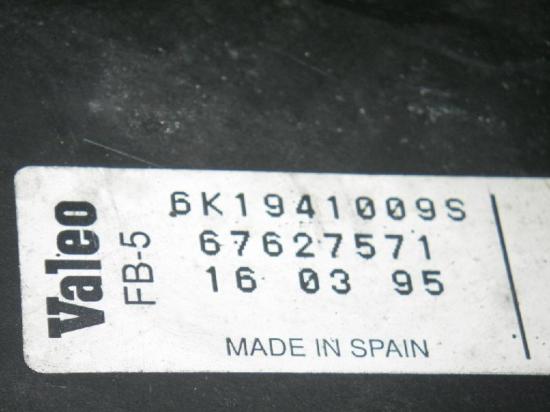 Valeo
FB-5
6K1941009S
67627571
16 03 95
MADE IN SPAIN